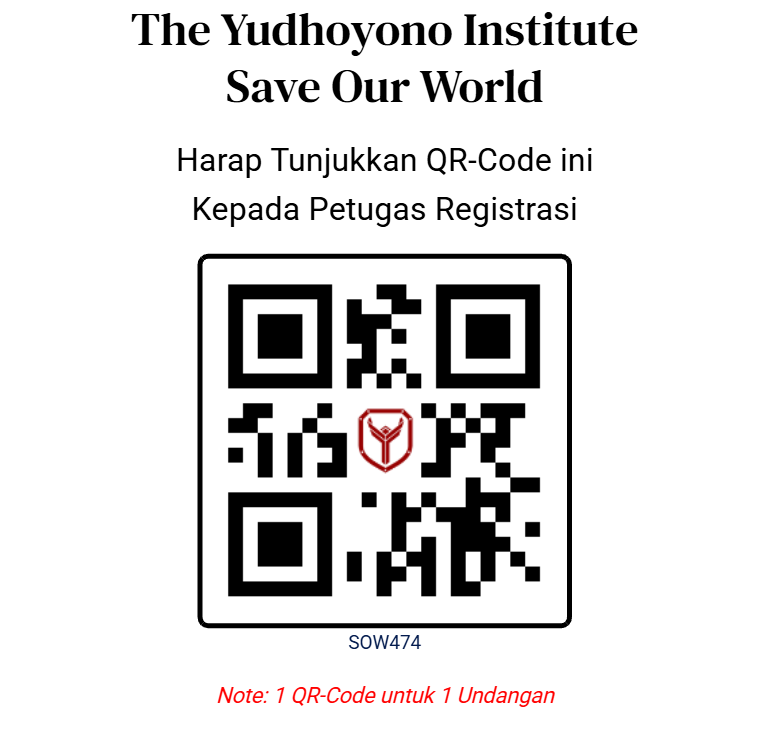 The Yudhoyono Institute
Save Our World
Harap Tunjukkan QR-Code ini
Kepada Petugas Registrasi
SOW474
Note: 1 QR-Code untuk 1 Undangan